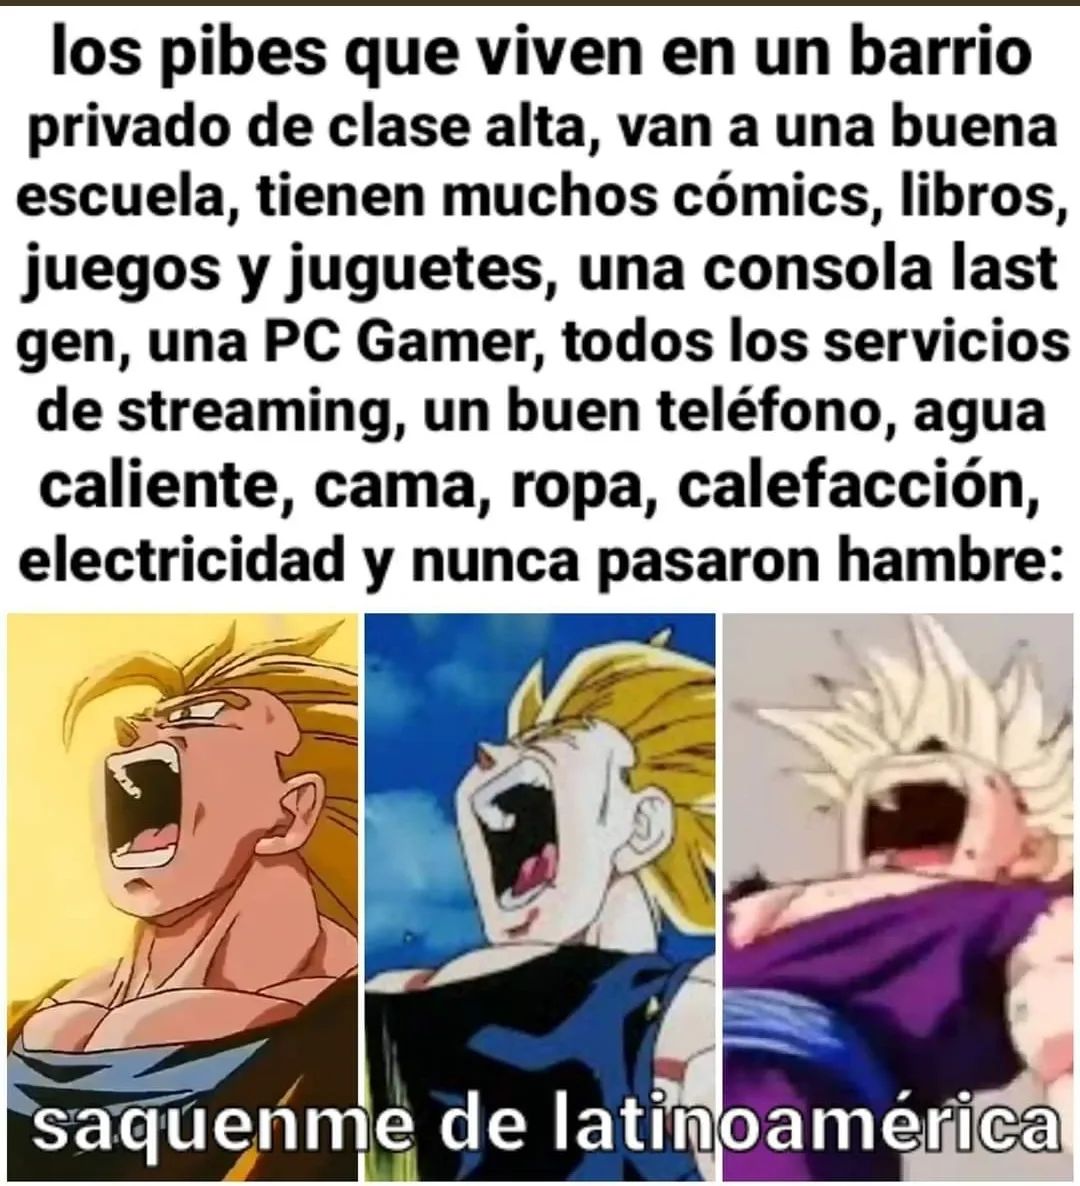 los pibes que viven en un barrio
privado de clase alta, van a una buena
escuela, tienen muchos cómics, libros,
juegos y juguetes, una consola last
gen, una PC Gamer, todos los servicios
de streaming, un buen teléfono, agua
caliente, cama, ropa, calefacción,
electricidad y nunca pasaron hambre:
saquenme de latinoamérica